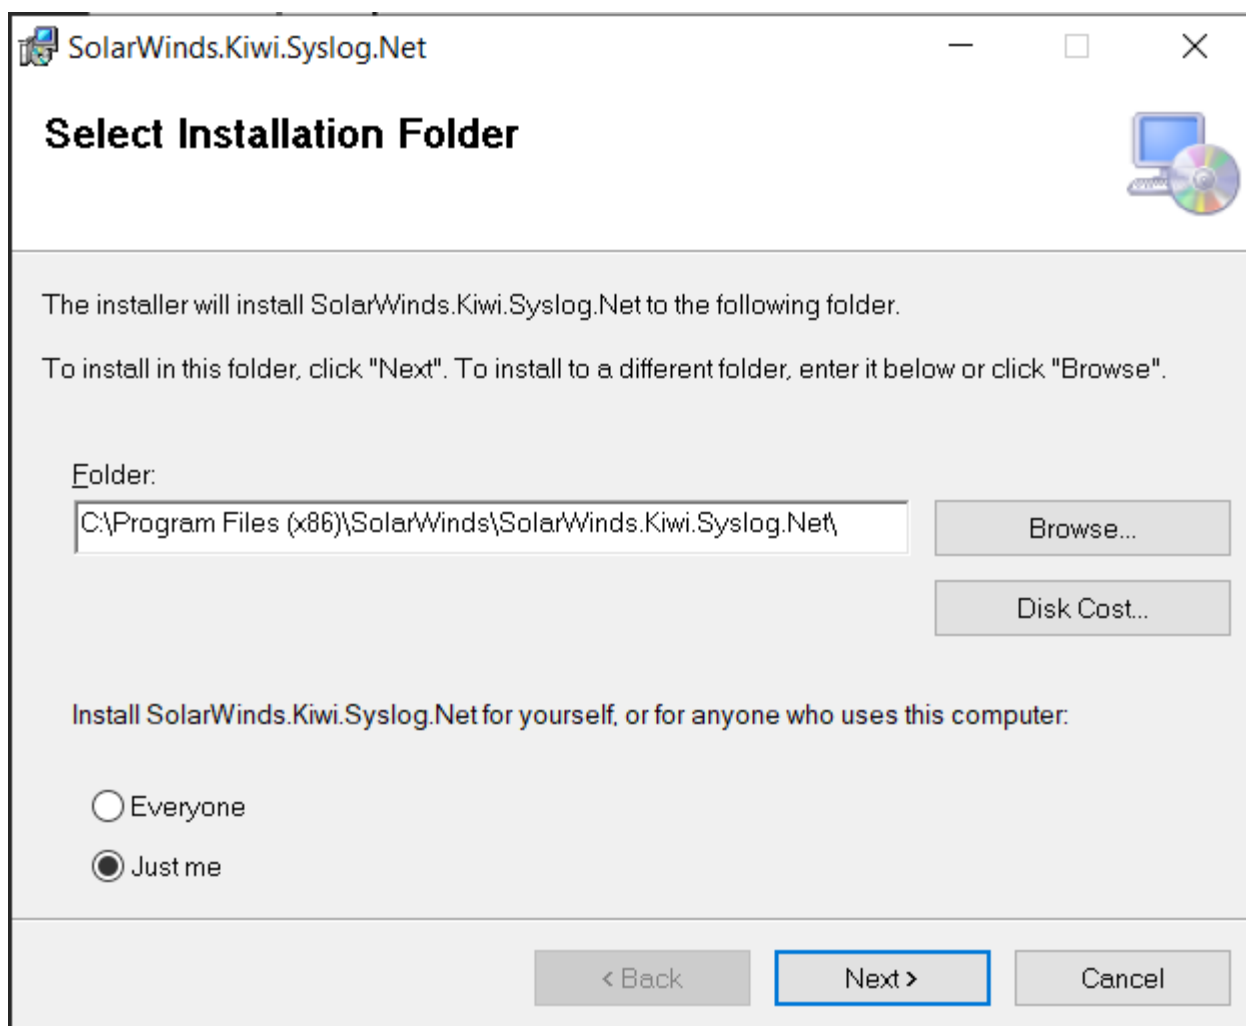 SolarWinds.Kiwi.Syslog.Net
Select Installation Folder
The installer will install SolarWinds.Kiwi.Syslog.Net to the following folder.
To install in this folder, click "Next". To install to a different folder, enter it below or click "Browse".
Folder:
C:\Program Files (x86)\SolarWinds\SolarWinds.Kiwi.Syslog.Net\
Browse...
Disk Cost...
Install SolarWinds.Kiwi.Syslog.Net for yourself, or for anyone who uses this computer:
Everyone
Just me
< Back
Next >
Cancel